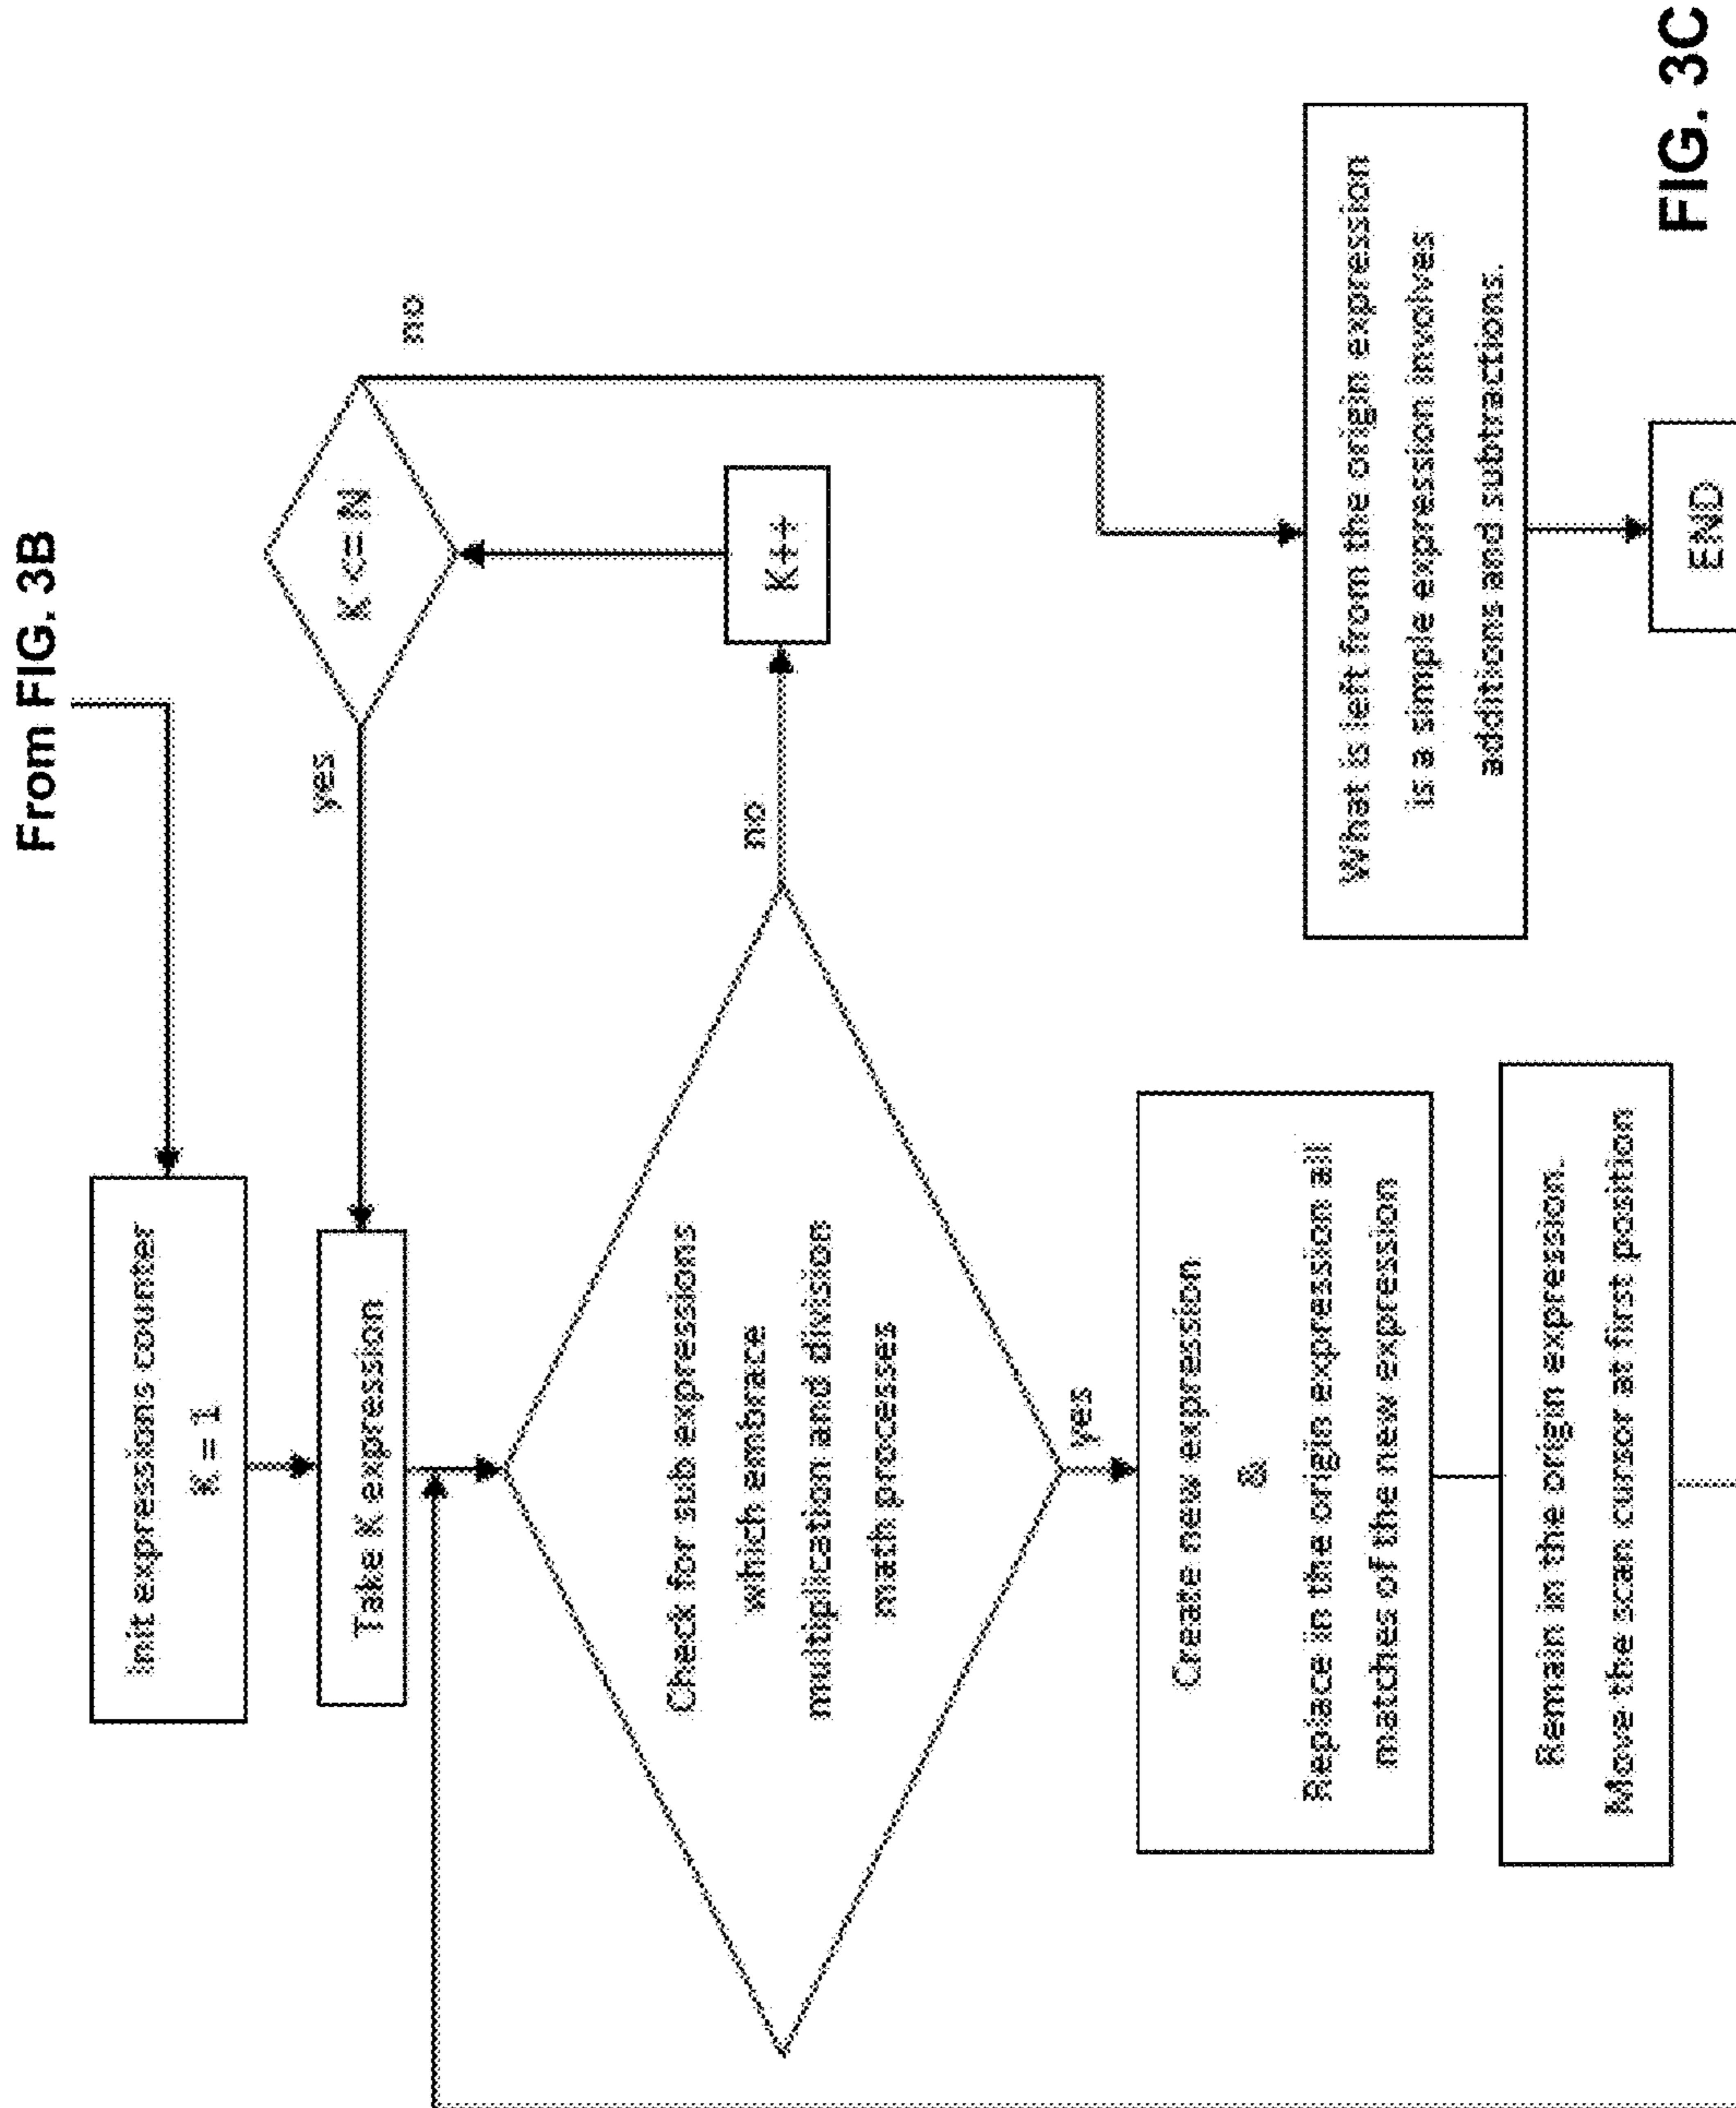 From FIG. 3B
Init expressions counter
K = 1
Take K expression
yes
K <= N
no
Check for sub expressions
which embrace
multiplication and division
math processes
no
K++
yes
Create new expression
&
Replace in the origin expression all
matches of the new expression
Remain in the origin expression.
Move the scan cursor at first position
What is left from the origin expression
is a simple expression involves
additions and subtractions.
END
FIG. 3C